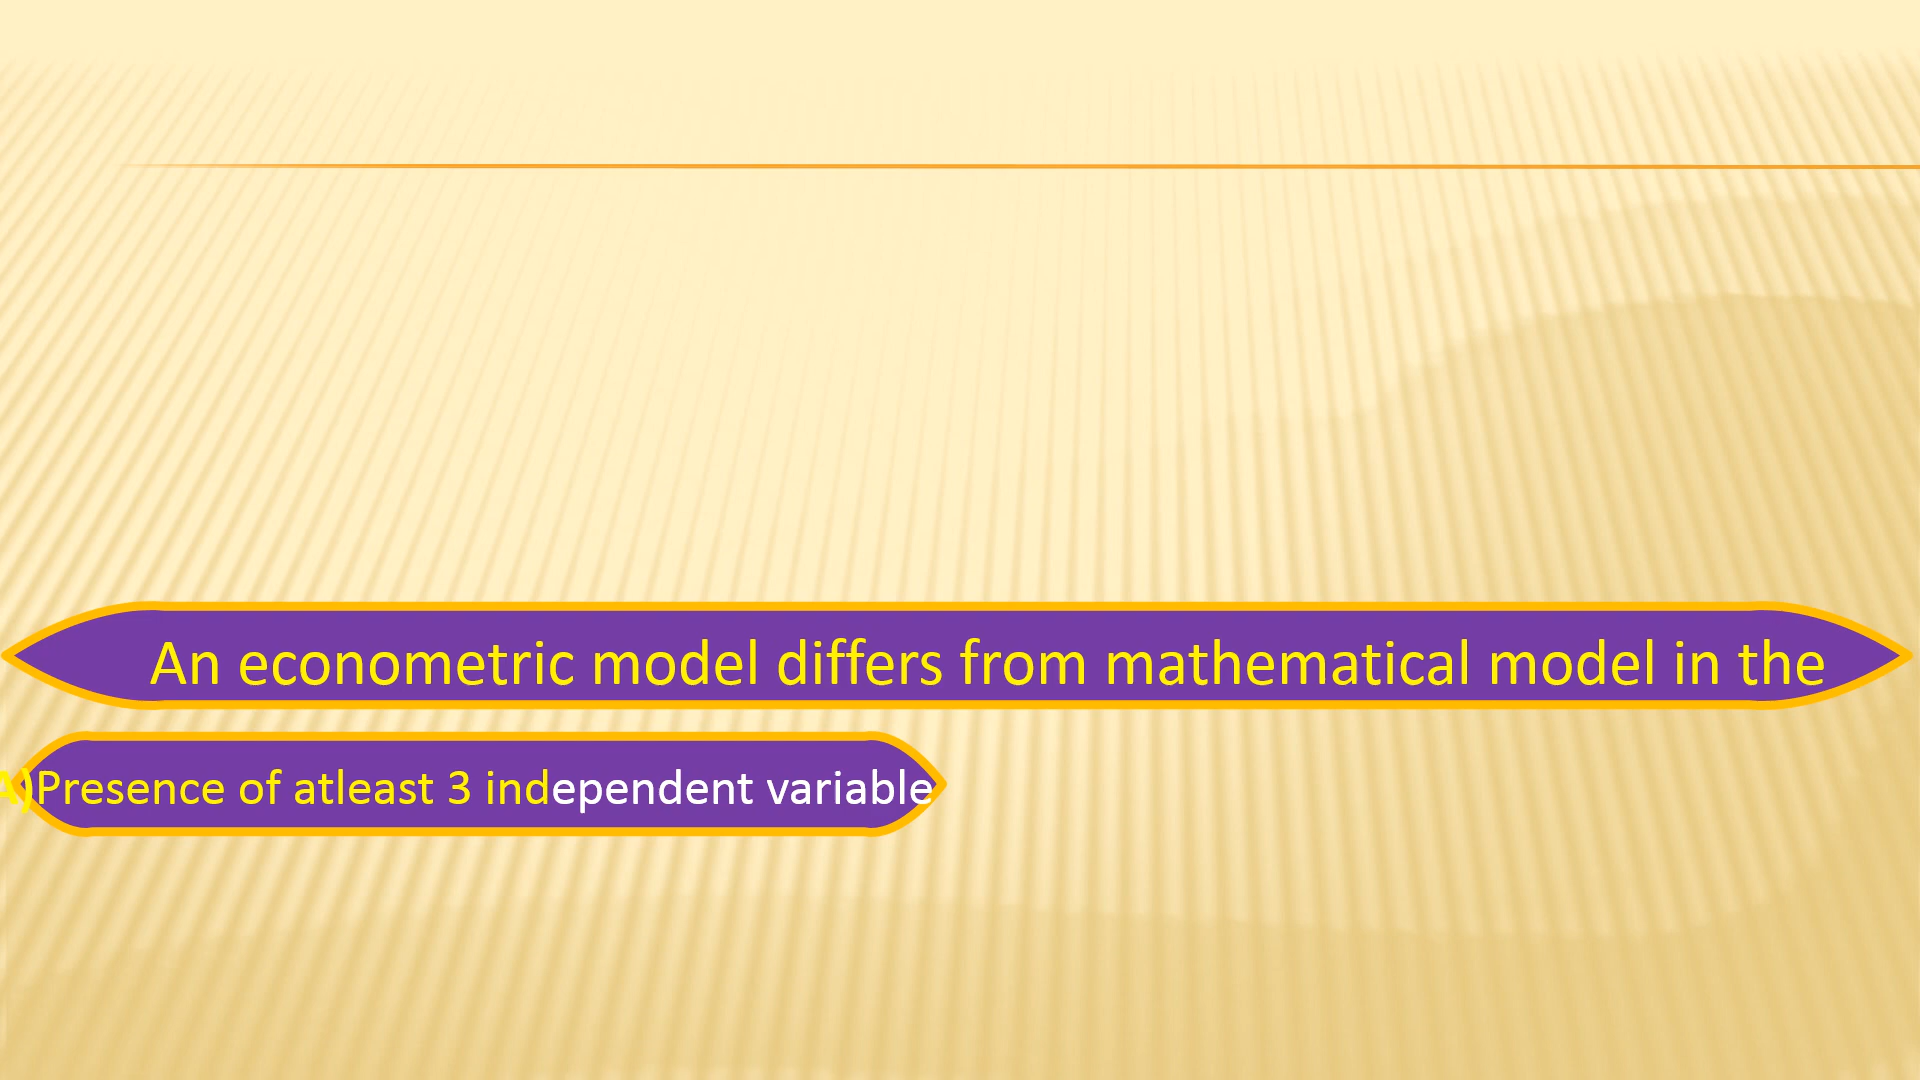 An econometric model differs from mathematical model in the
A)Presence of atleast 3 independent variable